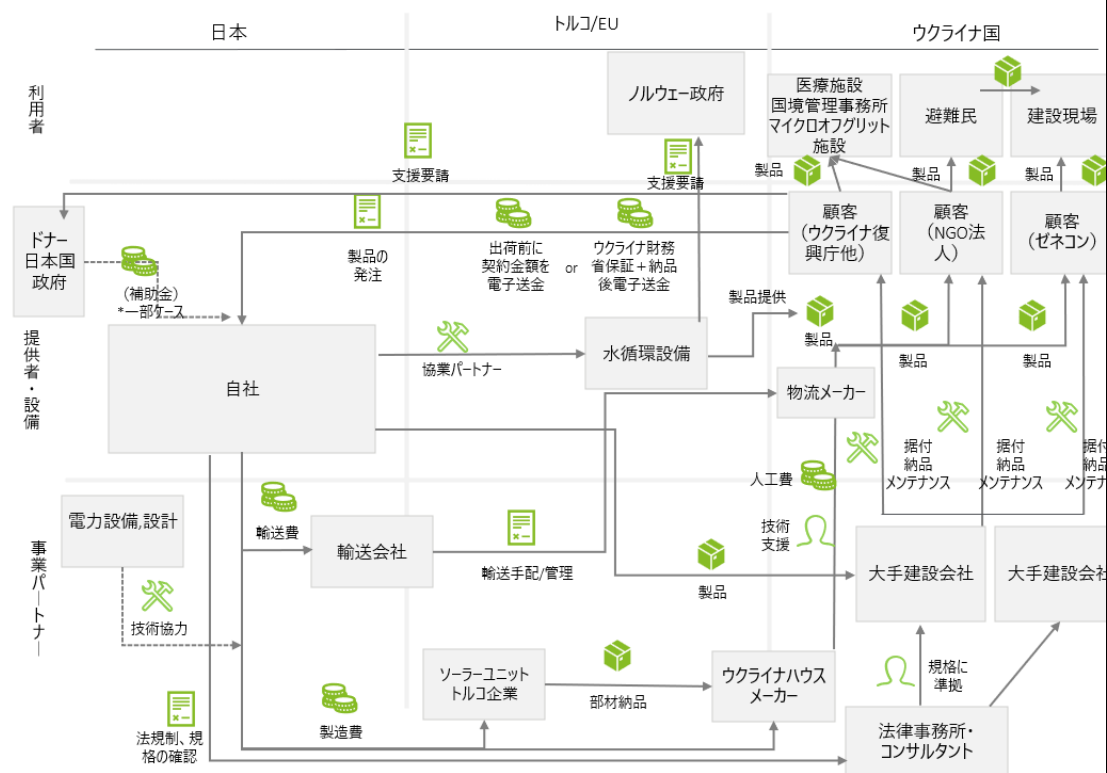 日本
トルコ/EU
ウクライナ国
利用者
ノルウェー政府
医療施設
国境管理事務所
マイクロオフグリット
施設
避難民
建設現場
支援要請
支援要請
製品
製品
製品
ドナー
日本国
政府
製品の
発注
出荷前に
契約金額を
電子送金
or
ウクライナ財務
省保証+納品
後電子送金
顧客
(ウクライナ復
興庁他)
顧客
(NGO法
人)
顧客
(ゼネコン)
(補助金)
*一部ケース
製品提供
製品
製品
製品
提供者・設備
自社
協業パートナー
水循環設備
物流メーカー
据付
納品
メンテナンス
据付
納品
メンテナンス
据付
納品
メンテナ
人工費
電力設備,設計
輸送費
輸送会社
輸送手配/管理
技術
支援
製品
大手建設会社
大手建設会社
事業パートナー
技術協力
ソーラーユニット
トルコ企業
部材納品
ウクライナハウス
メーカー
規格に
準拠
製造費
法規制、規
格の確認
法律事務所・
コンサルタント